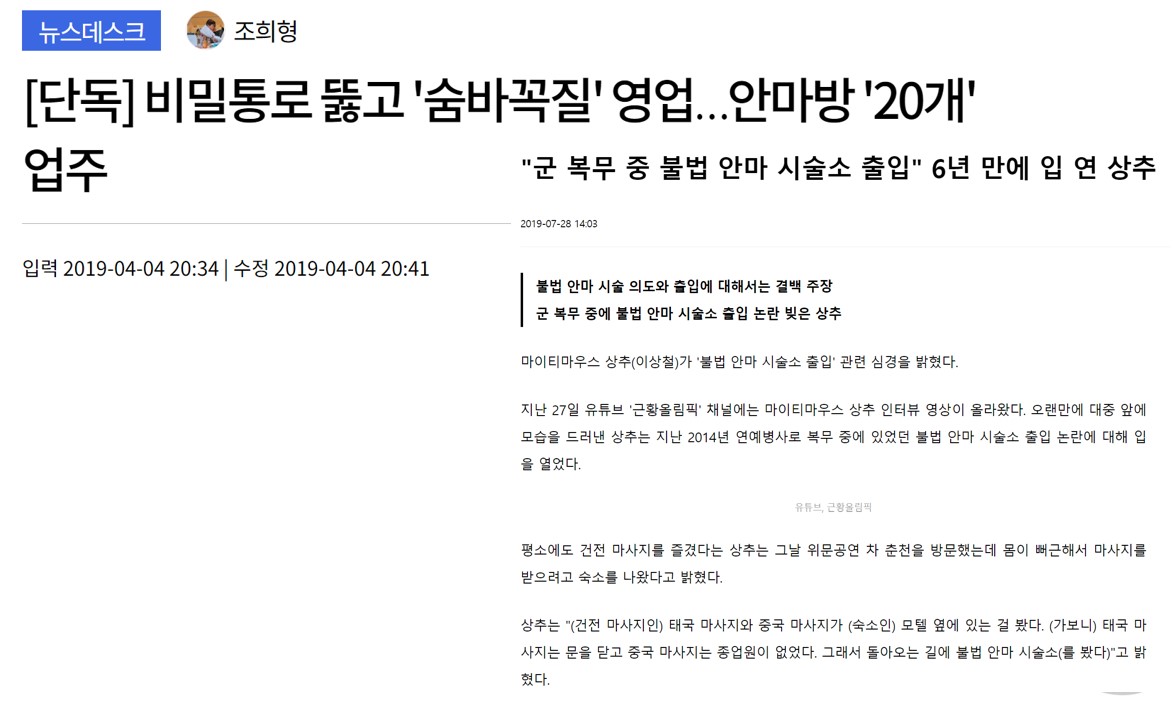 뉴스데스크
조희형
[단독] 비밀통로 뚫고 '숨바꼭질' 영업…안마방 '20개'
업주
입력 2019-04-04 20:34 | 수정 2019-04-04 20:41
"군 복무 중 불법 안마 시술소 출입" 6년 만에 입 연 상추
2019-07-28 14:03
불법 안마 시술 의도와 출입에 대해서는 결백 주장
군 복무 중에 불법 안마 시술소 출입 논란 빚은 상추
마이티마우스 상추(이상철)가 '불법 안마 시술소 출입' 관련 심경을 밝혔다.
지난 27일 유튜브 '근황올림픽' 채널에는 마이티마우스 상추 인터뷰 영상이 올라왔다. 오랜만에 대중 앞에
모습을 드러낸 상추는 지난 2014년 연예병사로 복무 중에 있었던 불법 안마 시술소 출입 논란에 대해 입
을 열었다.
유튜브, 근황올림픽
평소에도 건전 마사지를 즐겼다는 상추는 그날 위문공연 차 춘천을 방문했는데 몸이 뻐근해서 마사지를
받으려고 숙소를 나왔다고 밝혔다.
상추는 "(건전 마사지인) 태국 마사지와 중국 마사지가 (숙소인) 모텔 옆에 있는 걸 봤다. (가보니) 태국 마
사지는 문을 닫고 중국 마사지는 종업원이 없었다. 그래서 돌아오는 길에 불법 안마 시술소(를 봤다)"고 밝
혔다.